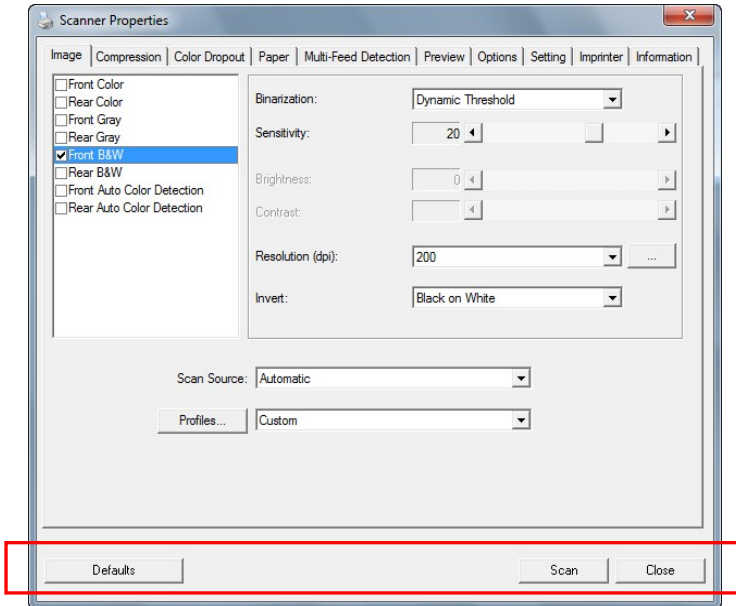 Scanner Properties
Image Compression Color Dropout Paper Multi-Feed Detection Preview Options Setting Imprinter Information
Front Color
Rear Color
Front Gray
Rear Gray
Front B&W
Rear B&W
Front Auto Color Detection
Rear Auto Color Detection
Binarization: Dynamic Threshold
Sensitivity: 20
Brightness: 0
Contrast:
Resolution (dpi): 200 ...
Invert: Black on White
Scan Source: Automatic
Profiles... Custom
Defaults Scan Close